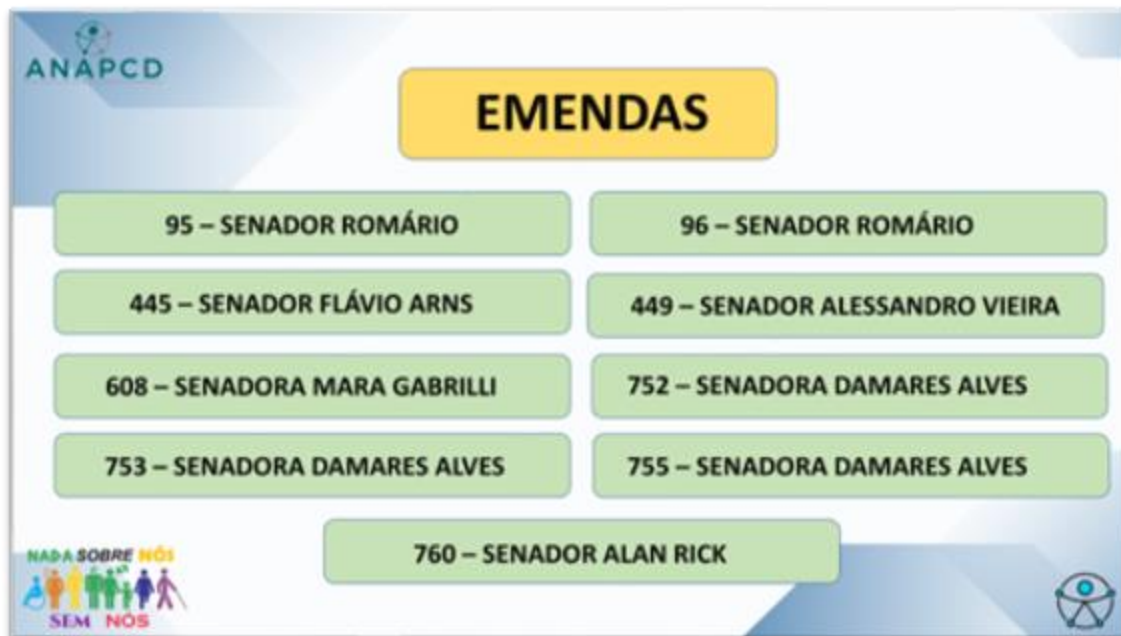 ANAPCD
EMENDAS
95 – SENADOR ROMÁRIO
96 – SENADOR ROMÁRIO
445 – SENADOR FLÁVIO ARNS
449 – SENADOR ALESSANDRO VIEIRA
608 – SENADORA MARA GABRILLI
752 – SENADORA DAMARES ALVES
753 – SENADORA DAMARES ALVES
755 – SENADORA DAMARES ALVES
760 – SENADOR ALAN RICK
NADA SOBRE NÓS
SEM NÓS